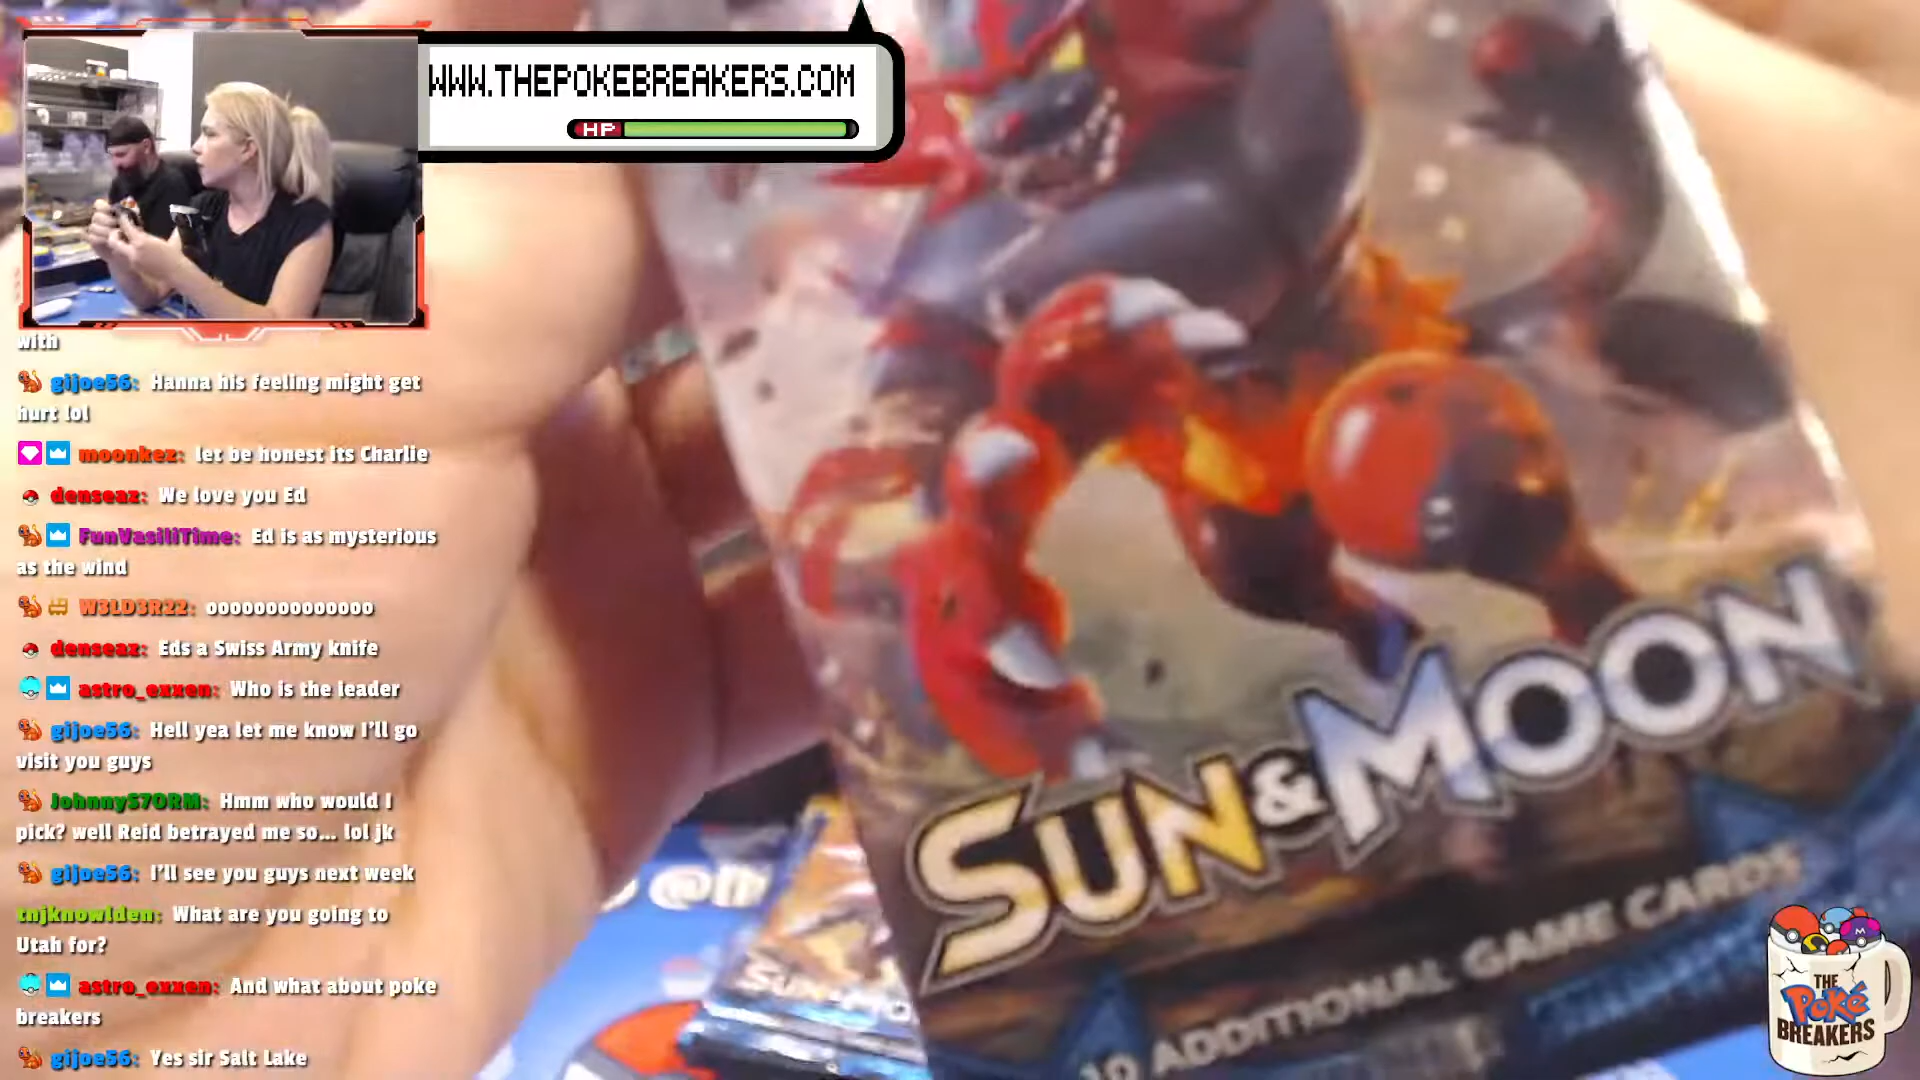 WWW.THEPOKEBREAKERS.COM
HP
with
gijoe56: Hanna his feeling might get
hurt lol
moonkez: let be honest its Charlie
denseaz: We love you Ed
FunVasiliTime: Ed is as mysterious
as the wind
W3LD3R22: oooooooooooooo
denseaz: Eds a Swiss Army knife
astro_exxen: Who is the leader
gijoe56: Hell yea let me know I'll go
visit you guys
JohnnyS7ORM: Hmm who would I
pick? well Reid betrayed me so... lol jk
gijoe56: I'll see you guys next week
tnjknowlden: What are you going to
Utah for?
astro_exxen: And what about poke
breakers
gijoe56: Yes sir Salt Lake
SUN & MOON
10 ADDITIONAL GAME CARDS
SUN & MOON
THE
POKÉ
BREAKERS
M